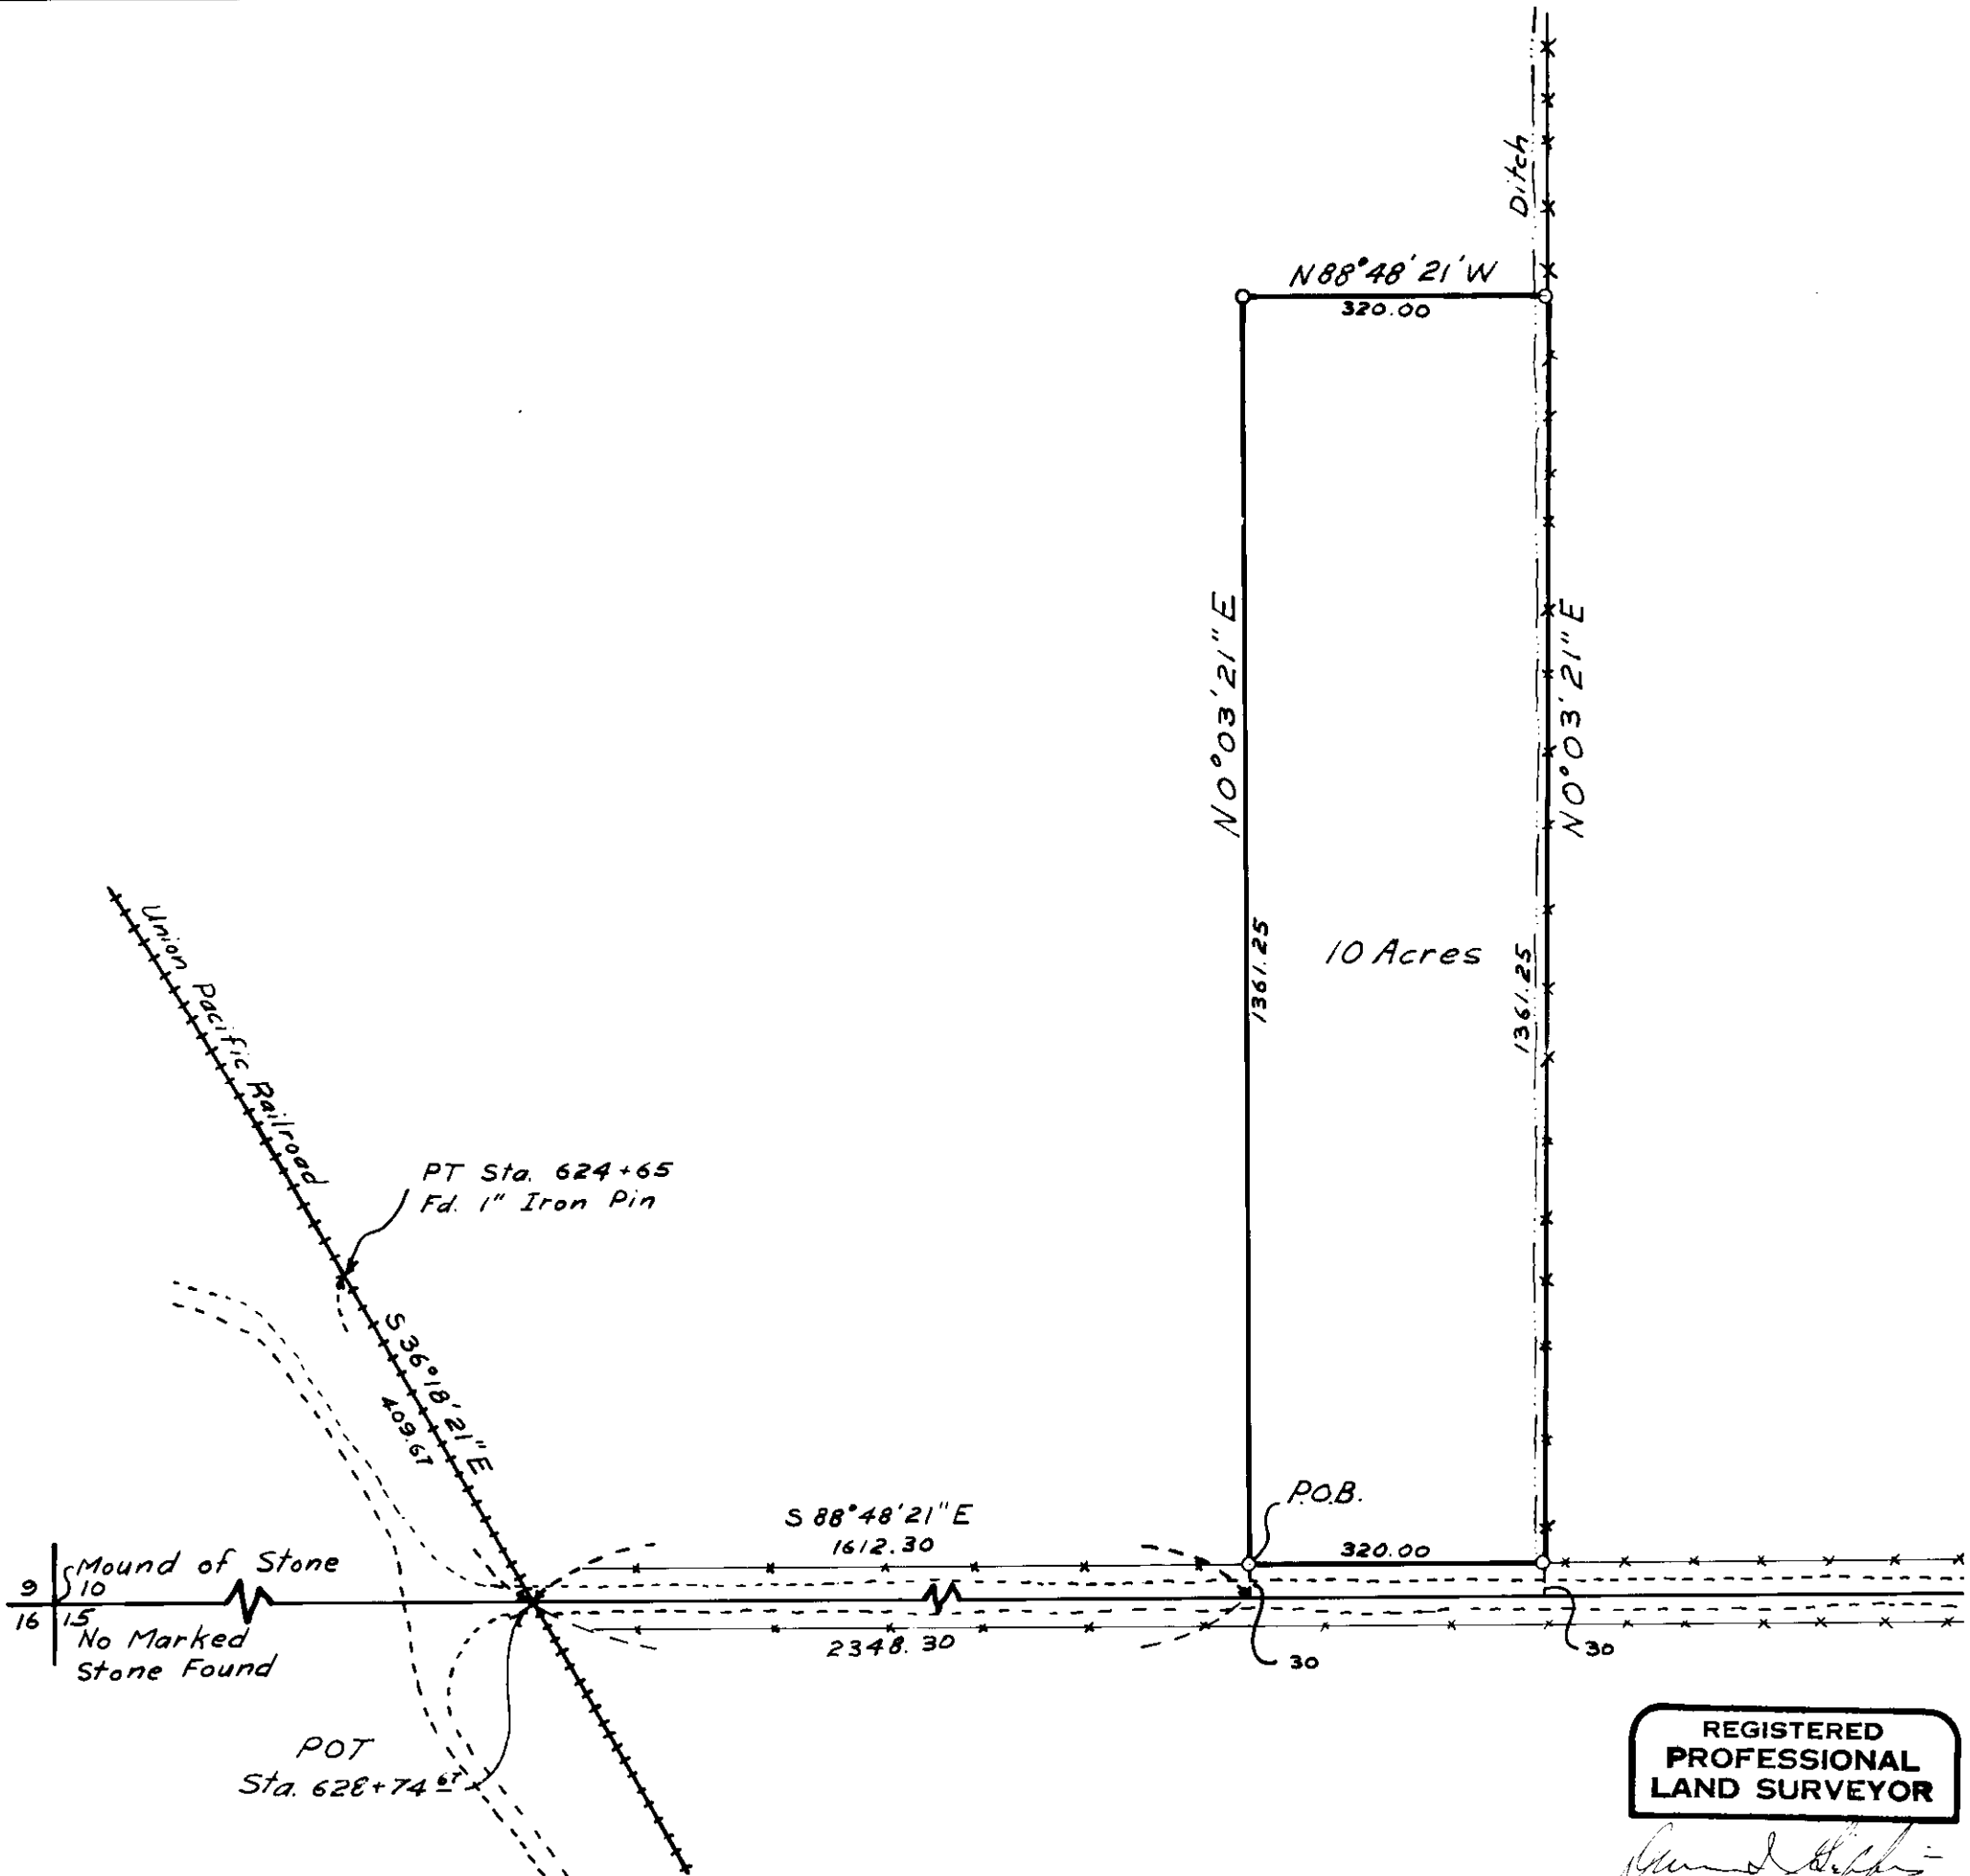 Ditch
N88°48'21'W
320.00
N0°03'21"E
N0°03'21"E
1361.25
10 Acres
1361.25
Union Pacific Railroad
PT Sta. 624+65
Fd. 1" Iron Pin
S36°18'21"E
409.67
S 88°48'21"E
1612.30
P.O.B.
320.00
Mound of Stone
9 10
16 15
No Marked
Stone Found
2348.30
30
30
POT
Sta. 628+74 67
REGISTERED
PROFESSIONAL
LAND SURVEYOR